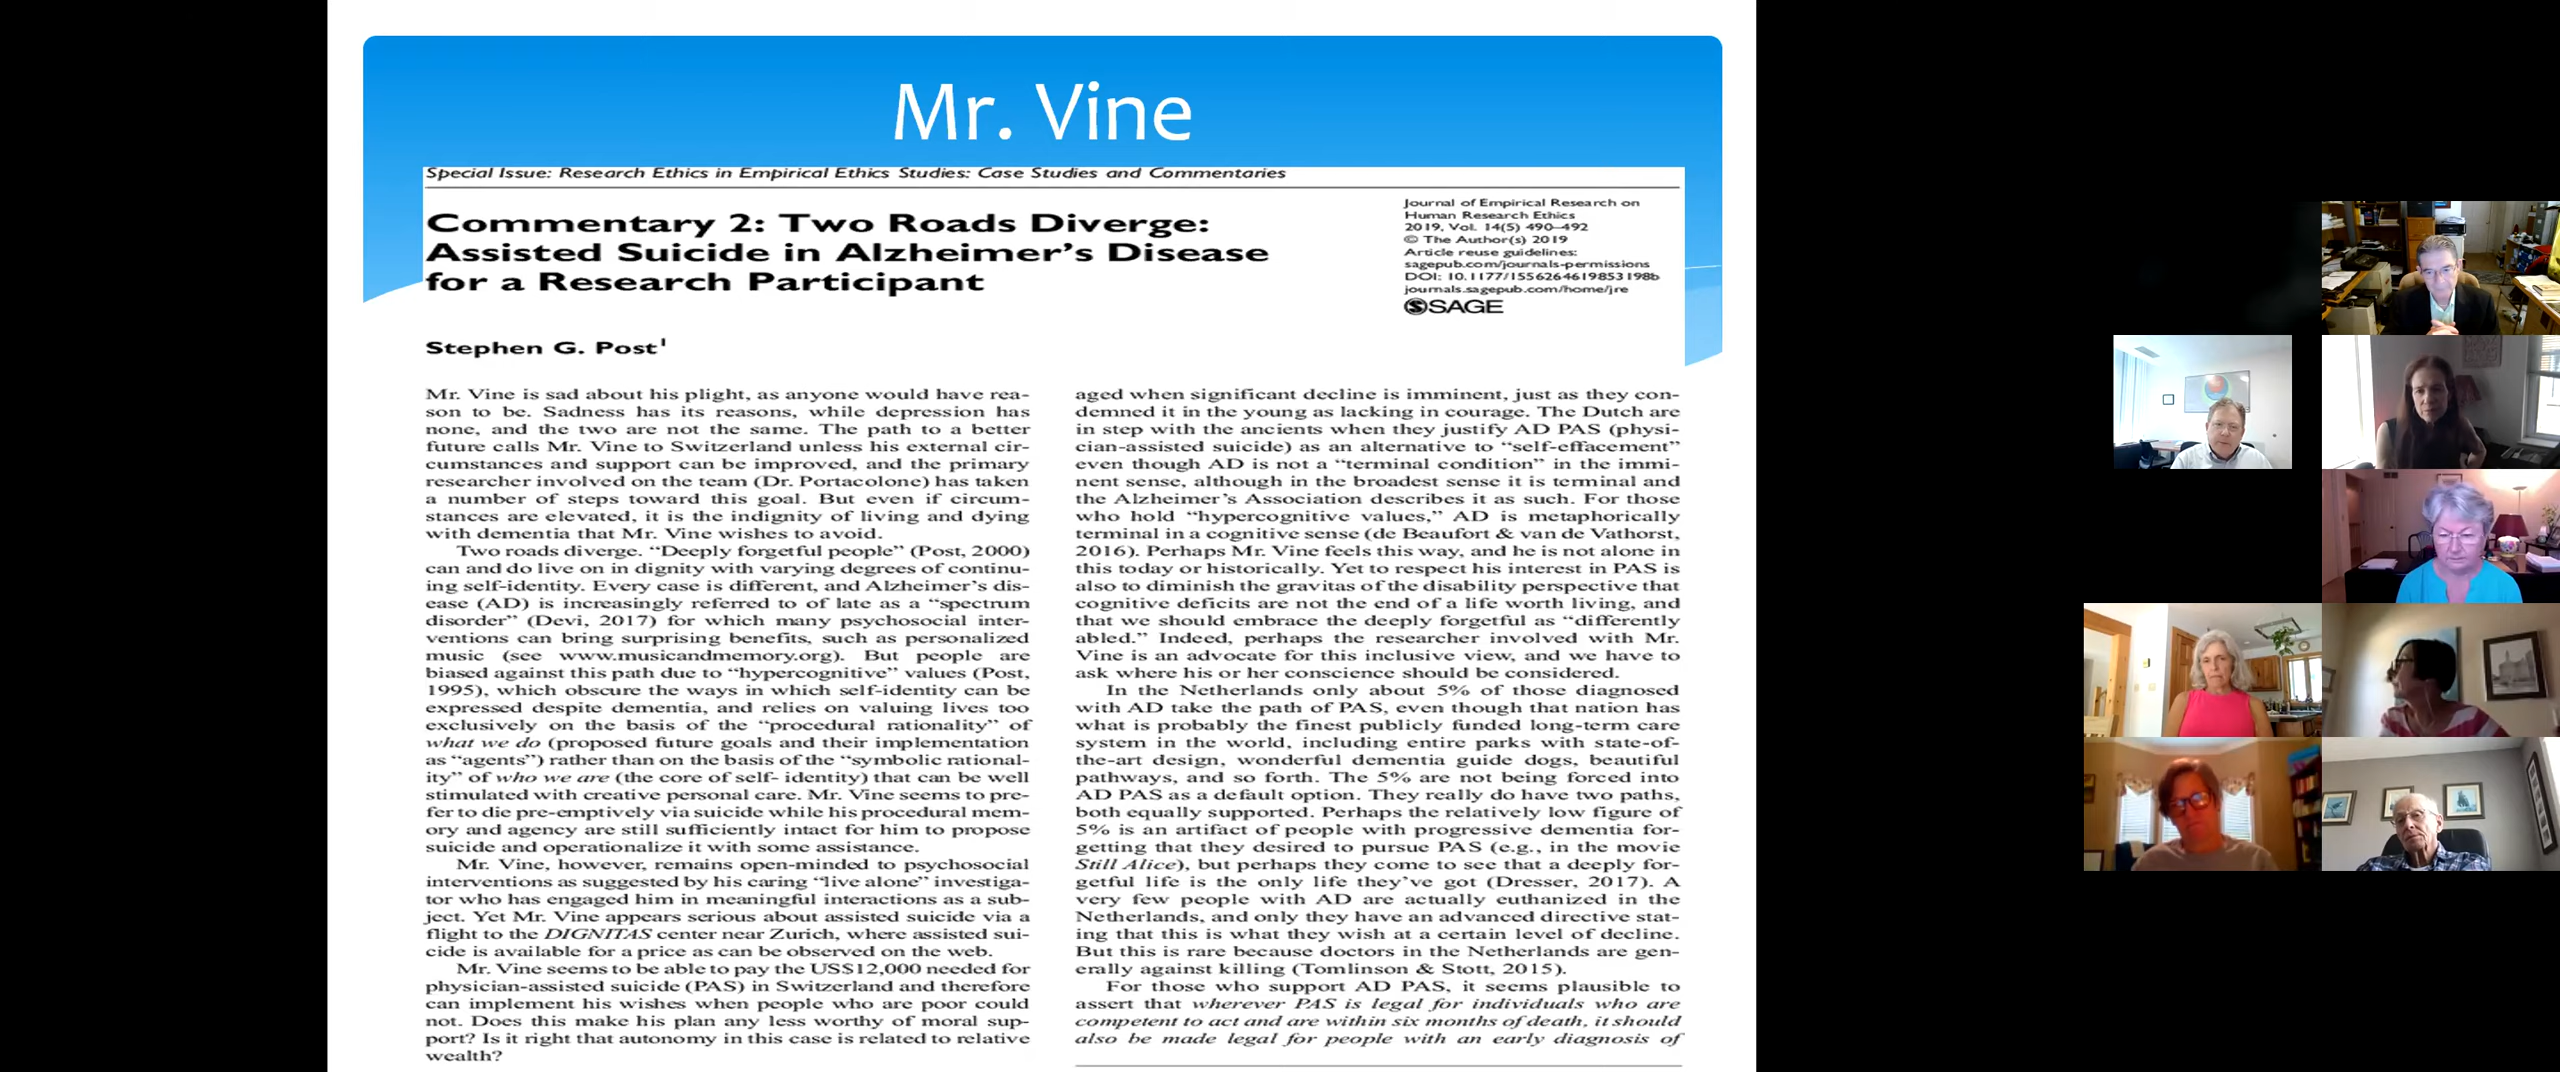 Mr. Vine
Special Issue: Research Ethics in Empirical Ethics Studies: Case Studies and Commentaries
Commentary 2: Two Roads Diverge:
Assisted Suicide in Alzheimer's Disease
for a Research Participant
Journal of Empirical Research on
Human Research Ethics
2019, Vol. 14(5) 490–492
© The Author(s) 2019
Article reuse guidelines:
sagepub.com/journals-permissions
DOI: 10.1177/1556264619853198b
journals.sagepub.com/home/jre
SAGE
Stephen G. Post¹
Mr. Vine is sad about his plight, as anyone would have rea-
son to be. Sadness has its reasons, while depression has
none, and the two are not the same. The path to a better
future calls Mr. Vine to Switzerland unless his external cir-
cumstances and support can be improved, and the primary
researcher involved on the team (Dr. Portacolone) has taken
a number of steps toward this goal. But even if circum-
stances are elevated, it is the indignity of living and dying
with dementia that Mr. Vine wishes to avoid.
Two roads diverge. “Deeply forgetful people” (Post, 2000)
can and do live on in dignity with varying degrees of continu-
ing self-identity. Every case is different, and Alzheimer's dis-
ease (AD) is increasingly referred to of late as a “spectrum
disorder” (Devi, 2017) for which many psychosocial inter-
ventions can bring surprising benefits, such as personalized
music (see www.musicandmemory.org). But people are
biased against this path due to “hypercognitive” values (Post,
1995), which obscure the ways in which self-identity can be
expressed despite dementia, and relies on valuing lives too
exclusively on the basis of the “procedural rationality” of
what we do (proposed future goals and their implementation
as “agents”) rather than on the basis of the “symbolic rational-
ity” of who we are (the core of self- identity) that can be well
stimulated with creative personal care. Mr. Vine seems to pre-
fer to die pre-emptively via suicide while his procedural mem-
ory and agency are still sufficiently intact for him to propose
suicide and operationalize it with some assistance.
Mr. Vine, however, remains open-minded to psychosocial
interventions as suggested by his caring “live alone” investiga-
tor who has engaged him in meaningful interactions as a sub-
ject. Yet Mr. Vine appears serious about assisted suicide via a
flight to the DIGNITAS center near Zurich, where assisted sui-
cide is available for a price as can be observed on the web.
Mr. Vine seems to be able to pay the US$12,000 needed for
physician-assisted suicide (PAS) in Switzerland and therefore
can implement his wishes when people who are poor could
not. Does this make his plan any less worthy of moral sup-
port? Is it right that autonomy in this case is related to relative
wealth?
aged when significant decline is imminent, just as they con-
demned it in the young as lacking in courage. The Dutch are
in step with the ancients when they justify AD PAS (physi-
cian-assisted suicide) as an alternative to “self-effacement”
even though AD is not a “terminal condition” in the immi-
nent sense, although in the broadest sense it is terminal and
the Alzheimer's Association describes it as such. For those
who hold “hypercognitive values,” AD is metaphorically
terminal in a cognitive sense (de Beaufort & van de Vathorst,
2016). Perhaps Mr. Vine feels this way, and he is not alone in
this today or historically. Yet to respect his interest in PAS is
also to diminish the gravitas of the disability perspective that
cognitive deficits are not the end of a life worth living, and
that we should embrace the deeply forgetful as “differently
abled.” Indeed, perhaps the researcher involved with Mr.
Vine is an advocate for this inclusive view, and we have to
ask where his or her conscience should be considered.
In the Netherlands only about 5% of those diagnosed
with AD take the path of PAS, even though that nation has
what is probably the finest publicly funded long-term care
system in the world, including entire parks with state-of-
the-art design, wonderful dementia guide dogs, beautiful
pathways, and so forth. The 5% are not being forced into
AD PAS as a default option. They really do have two paths,
both equally supported. Perhaps the relatively low figure of
5% is an artifact of people with progressive dementia for-
getting that they desired to pursue PAS (e.g., in the movie
Still Alice), but perhaps they come to see that a deeply for-
getful life is the only life they've got (Dresser, 2017). A
very few people with AD are actually euthanized in the
Netherlands, and only they have an advanced directive stat-
ing that this is what they wish at a certain level of decline.
But this is rare because doctors in the Netherlands are gen-
erally against killing (Tomlinson & Stott, 2015).
For those who support AD PAS, it seems plausible to
assert that wherever PAS is legal for individuals who are
competent to act and are within six months of death, it should
also be made legal for people with an early diagnosis of